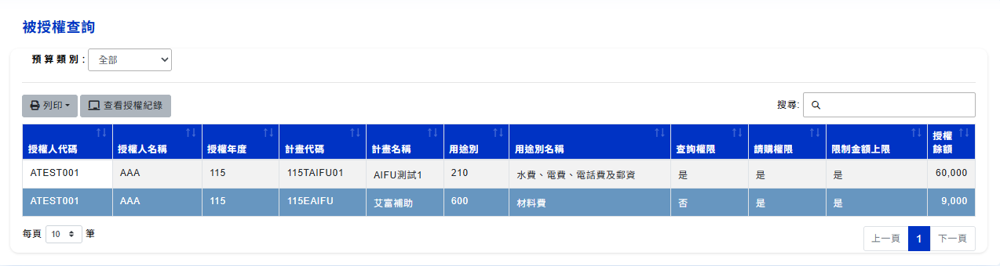 被授權查詢
預算類別: 全部
列印 查看授權紀錄 搜尋:
授權人代碼 授權人名稱 授權年度 計畫代碼 計畫名稱 用途別 用途別名稱 查詢權限 請購權限 限制金額上限 授權餘額
ATEST001 AAA 115 115TAIFU01 AIFU測試1 210 水費、電費、電話費及郵資 是 是 是 60,000
ATEST001 AAA 115 115EAIFU 艾富補助 600 材料費 否 是 是 9,000
每頁 10 筆 上一頁 1 下一頁